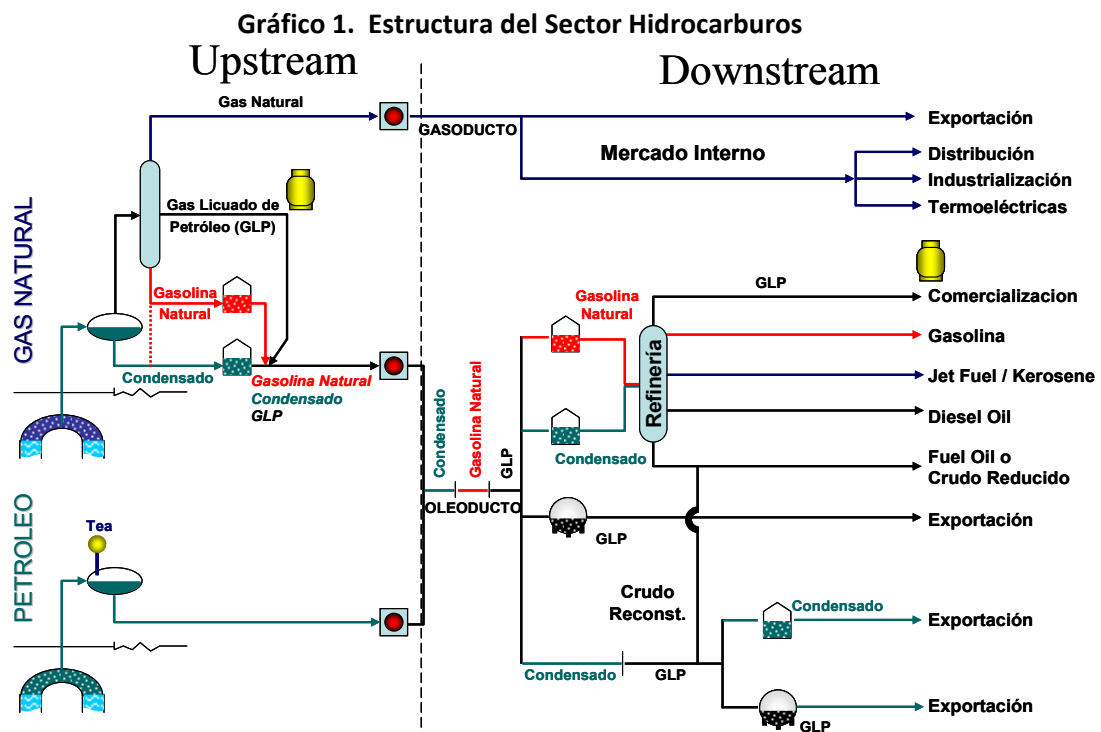 Gráfico 1. Estructura del Sector Hidrocarburos
Upstream
Downstream
Gas Natural
GASODUCTO
Exportación
Mercado Interno
Distribución
Industrialización
Termoeléctricas
GAS NATURAL
Gas Licuado de
Petróleo (GLP)
Gasolina
Natural
Condensado
Gasolina Natural
Condensado
GLP
Condensado
Gasolina Natural
GLP
OLEODUCTO
Gasolina
Natural
Condensado
Refinería
GLP
Comercializacion
Gasolina
Jet Fuel / Kerosene
Diesel Oil
Fuel Oil o
Crudo Reducido
GLP
Exportación
PETROLEO
Tea
Crudo
Reconst.
Condensado
GLP
Condensado
Exportación
GLP
Exportación